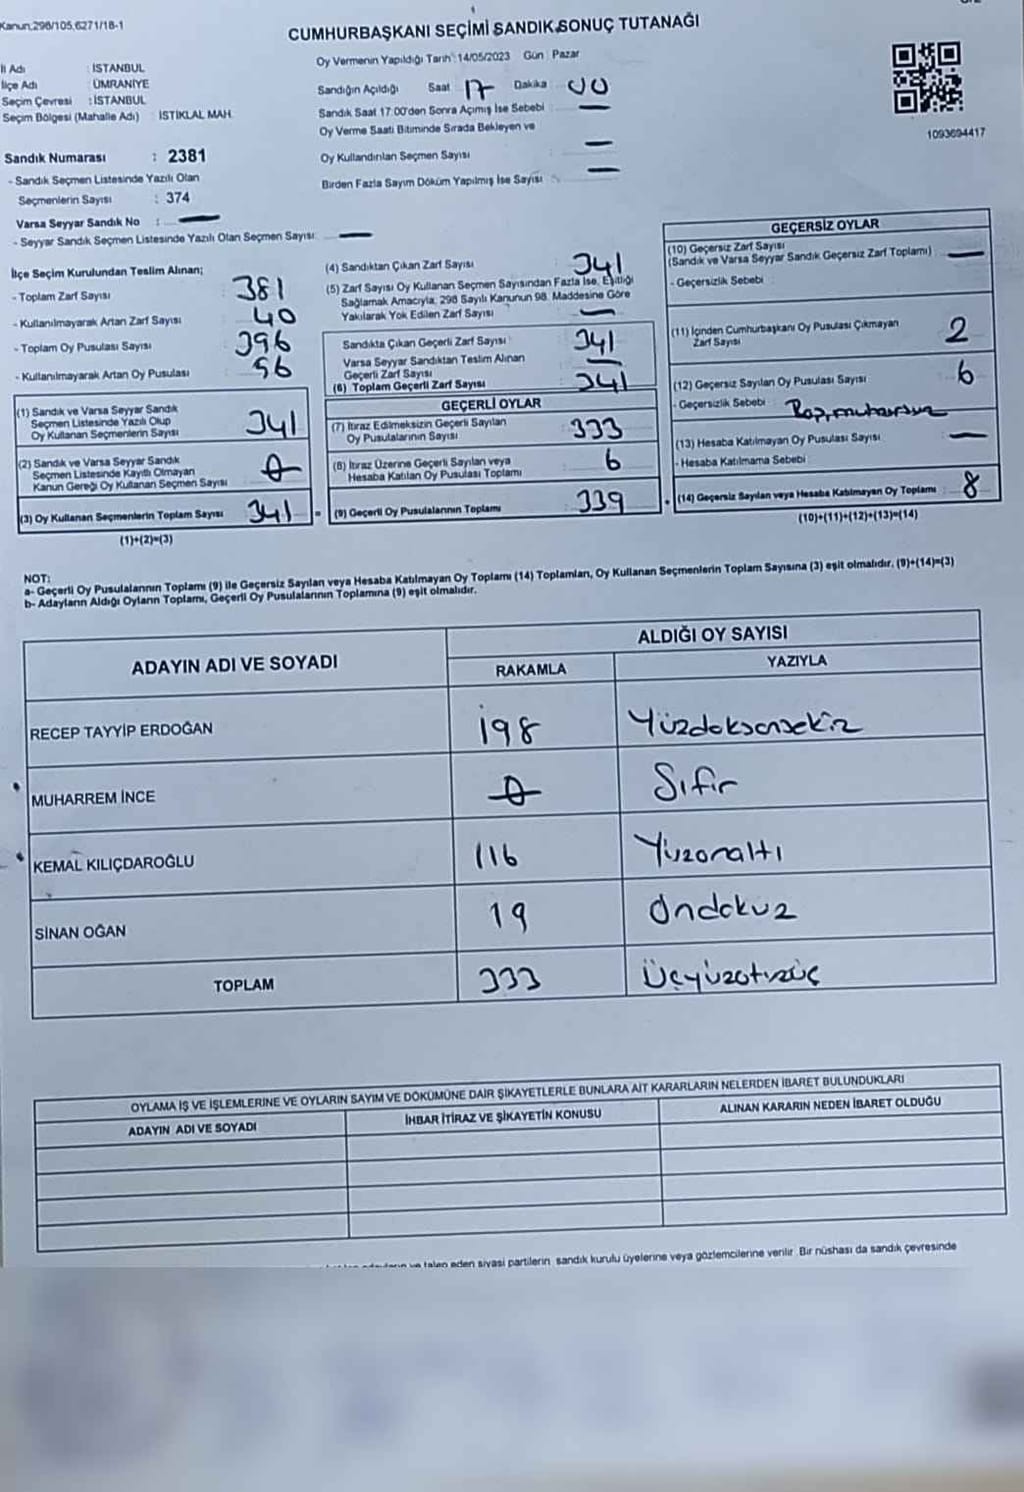 Kanun:298/105,6271/18-1
CUMHURBAŞKANI SEÇİMİ SANDIK SONUÇ TUTANAĞI
Oy Vermenin Yapıldığı Tarih: 14/05/2023 Gün: Pazar
İl Adı : İSTANBUL
İlçe Adı : ÜMRANİYE
Seçim Çevresi : İSTANBUL
Seçim Bölgesi (Mahalle Adı) : İSTİKLAL MAH.
Sandığın Açıldığı Saat 17 Dakika 00
Sandık Saat 17:00'den Sonra Açımış İse Sebebi : —
Oy Verme Saati Bitiminde Sırada Bekleyen ve
Oy Kullandırılan Seçmen Sayısı : —
Birden Fazla Sayım Döküm Yapılmış İse Sayısı : —
1093694417
Sandık Numarası : 2381
- Sandık Seçmen Listesinde Yazılı Olan
Seçmenlerin Sayısı : 374
Varsa Seyyar Sandık No : —
- Seyyar Sandık Seçmen Listesinde Yazılı Olan Seçmen Sayısı: —
İlçe Seçim Kurulundan Teslim Alınan;
- Toplam Zarf Sayısı 381
- Kullanılmayarak Artan Zarf Sayısı 40
- Toplam Oy Pusulası Sayısı 396
- Kullanılmayarak Artan Oy Pusulası 56
(1) Sandık ve Varsa Seyyar Sandık
Seçmen Listesinde Yazılı Olup
Oy Kullanan Seçmenlerin Sayısı 341
(2) Sandık ve Varsa Seyyar Sandık
Seçmen Listesinde Kayıtlı Olmayan
Kanun Gereği Oy Kullanan Seçmen Sayısı 0
(3) Oy Kullanan Seçmenlerin Toplam Sayısı 341
(1)+(2)=(3)
(4) Sandıktan Çıkan Zarf Sayısı 341
(5) Zarf Sayısı Oy Kullanan Seçmen Sayısından Fazla İse, Eşitliği
Sağlamak Amacıyla, 298 Sayılı Kanunun 98. Maddesine Göre
Yakılarak Yok Edilen Zarf Sayısı —
Sandıkta Çıkan Geçerli Zarf Sayısı 341
Varsa Seyyar Sandıktan Teslim Alınan
Geçerli Zarf Sayısı —
(6) Toplam Geçerli Zarf Sayısı 341
GEÇERLİ OYLAR
(7) İtiraz Edilmeksizin Geçerli Sayılan
Oy Pusulalarının Sayısı 333
(8) İtiraz Üzerine Geçerli Sayılan veya
Hesaba Katılan Oy Pusulası Toplamı 6
(9) Geçerli Oy Pusulalarının Toplamı 339
GEÇERSİZ OYLAR
(10) Geçersiz Zarf Sayısı
(Sandık ve Varsa Seyyar Sandık Geçersiz Zarf Toplamı) —
- Geçersizlik Sebebi :
(11) İçinden Cumhurbaşkanı Oy Pusulası Çıkmayan
Zarf Sayısı 2
(12) Geçersiz Sayılan Oy Pusulası Sayısı 6
- Geçersizlik Sebebi :
(13) Hesaba Katılmayan Oy Pusulası Sayısı —
- Hesaba Katılmama Sebebi :
(14) Geçersiz Sayılan veya Hesaba Katılmayan Oy Toplamı 8
(10)+(11)+(12)+(13)=(14)
NOT:
a- Geçerli Oy Pusulalarının Toplamı (9) ile Geçersiz Sayılan veya Hesaba Katılmayan Oy Toplamı (14) Toplamları, Oy Kullanan Seçmenlerin Toplam Sayısına (3) eşit olmalıdır. (9)+(14)=(3)
b- Adayların Aldığı Oyların Toplamı, Geçerli Oy Pusulalarının Toplamına (9) eşit olmalıdır.
ADAYIN ADI VE SOYADI
ALDIĞI OY SAYISI
RAKAMLA YAZIYLA
RECEP TAYYİP ERDOĞAN 198 Yüzdoksansekiz
MUHARREM İNCE 0 Sıfır
KEMAL KILIÇDAROĞLU 116 Yüzonaltı
SİNAN OĞAN 19 Ondokuz
TOPLAM 333 Üçyüzotuzüç
OYLAMA İŞ VE İŞLEMLERİNE VE OYLARIN SAYIM VE DÖKÜMÜNE DAİR ŞİKAYETLERLE BUNLARA AİT KARARLARIN NELERDEN İBARET BULUNDUKLARI
ADAYIN ADI VE SOYADI İHBAR İTİRAZ VE ŞİKAYETİN KONUSU ALINAN KARARIN NEDEN İBARET OLDUĞU
ve talep eden siyasi partilerin sandık kurulu üyelerine veya gözlemcilerine verilir. Bir nüshası da sandık çevresinde